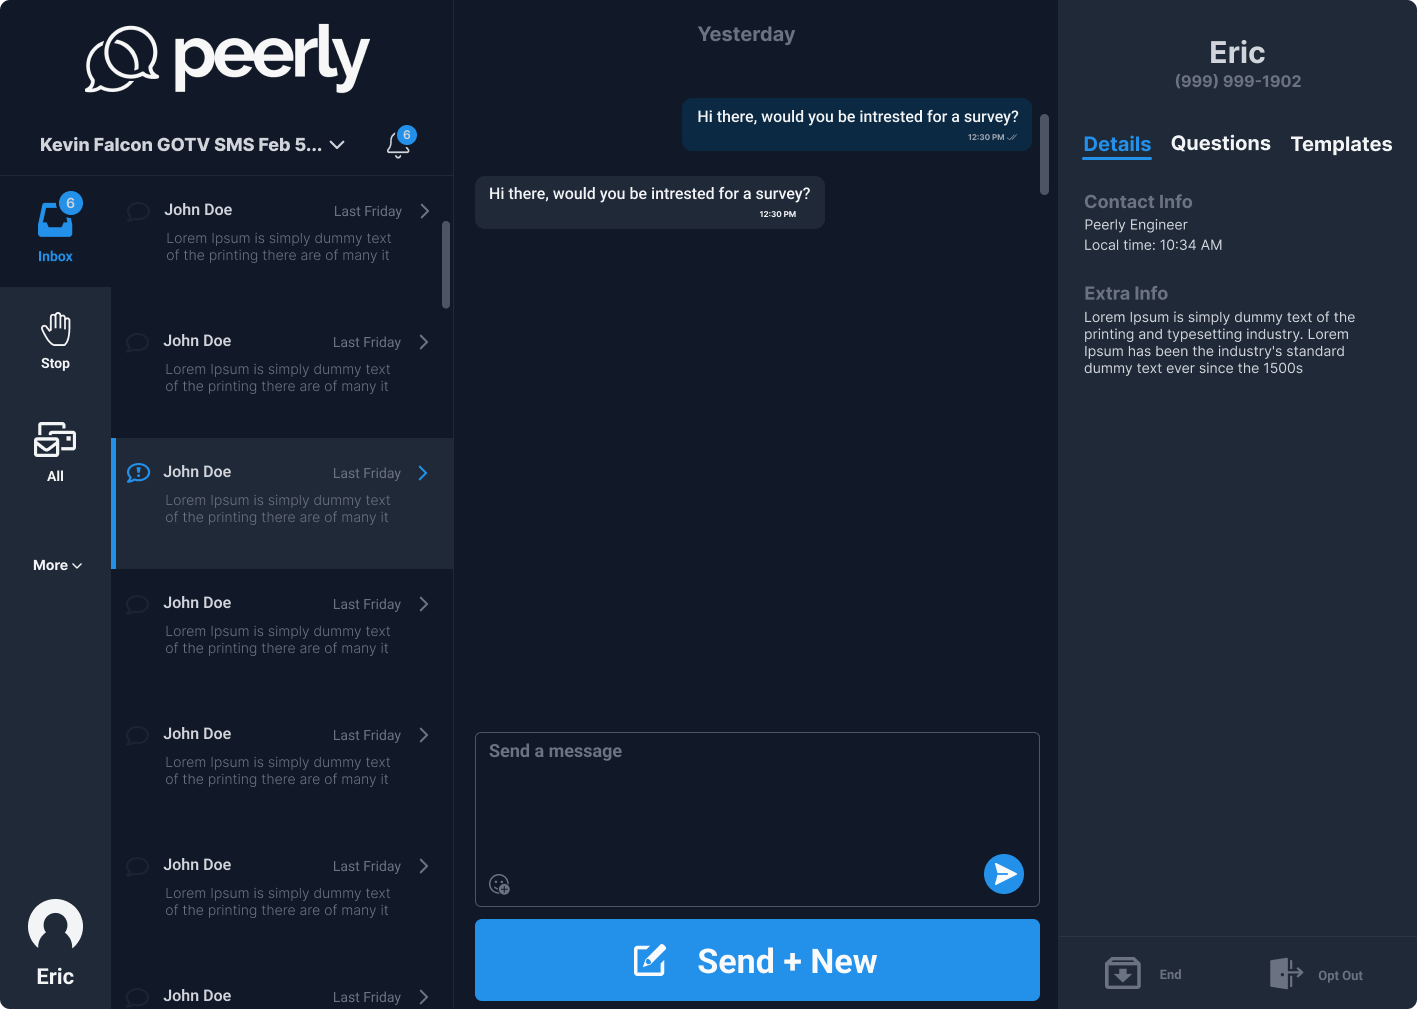 peerly
Kevin Falcon GOTV SMS Feb 5...
6
6
Inbox
Stop
All
More
Eric
John Doe
Last Friday
Lorem Ipsum is simply dummy text
of the printing there are of many it
John Doe
Last Friday
Lorem Ipsum is simply dummy text
of the printing there are of many it
John Doe
Last Friday
Lorem Ipsum is simply dummy text
of the printing there are of many it
John Doe
Last Friday
Lorem Ipsum is simply dummy text
of the printing there are of many it
John Doe
Last Friday
Lorem Ipsum is simply dummy text
of the printing there are of many it
John Doe
Last Friday
Lorem Ipsum is simply dummy text
of the printing there are of many it
John Doe
Last Friday
Yesterday
Hi there, would you be intrested for a survey?
12:30 PM
Hi there, would you be intrested for a survey?
12:30 PM
Send a message
Send + New
Eric
(999) 999-1902
Details
Questions
Templates
Contact Info
Peerly Engineer
Local time: 10:34 AM
Extra Info
Lorem Ipsum is simply dummy text of the
printing and typesetting industry. Lorem
Ipsum has been the industry's standard
dummy text ever since the 1500s
End
Opt Out